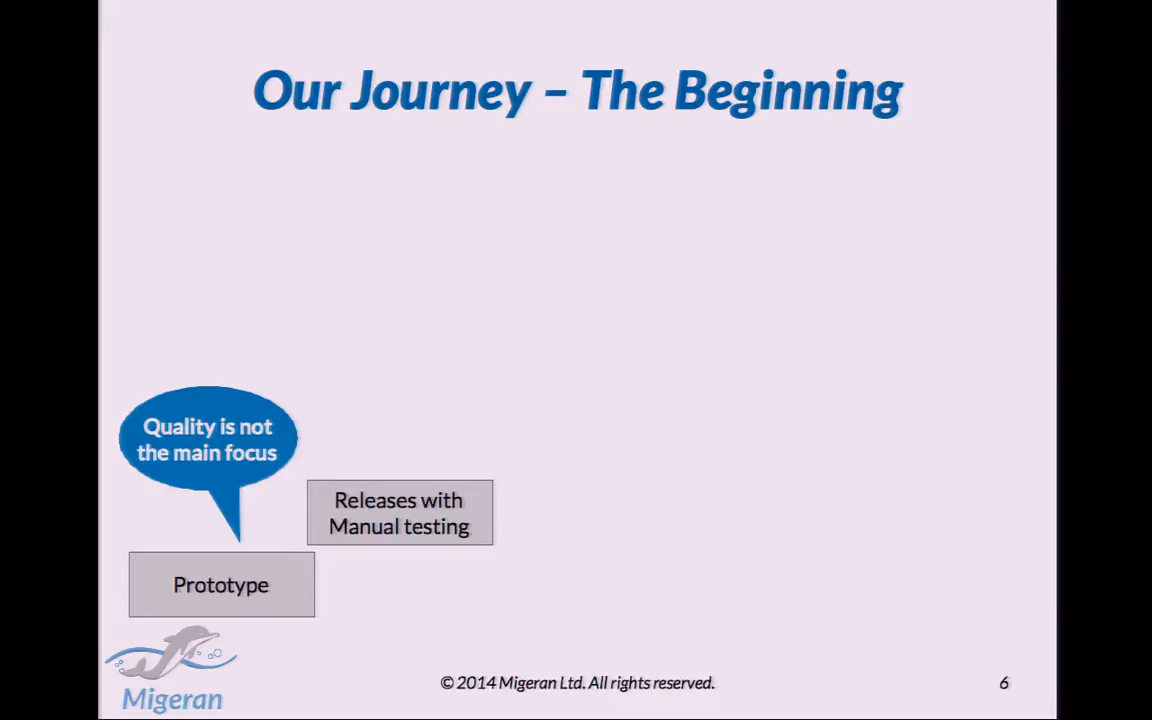 Our Journey – The Beginning
Quality is not
the main focus
Releases with
Manual testing
Prototype
Migeran
© 2014 Migeran Ltd. All rights reserved.
6